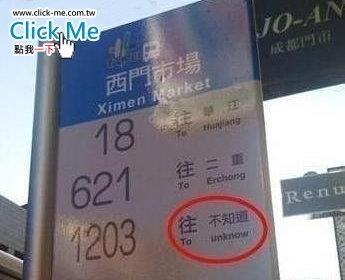 www.click-me.com.tw
Click Me
點我一下
JO-AN
成都門市
西門市場
Ximen Market
18 往 華江
To Huajiang
621 往 二重
To Erchong
1203 往 不知道
To unknow
Renu